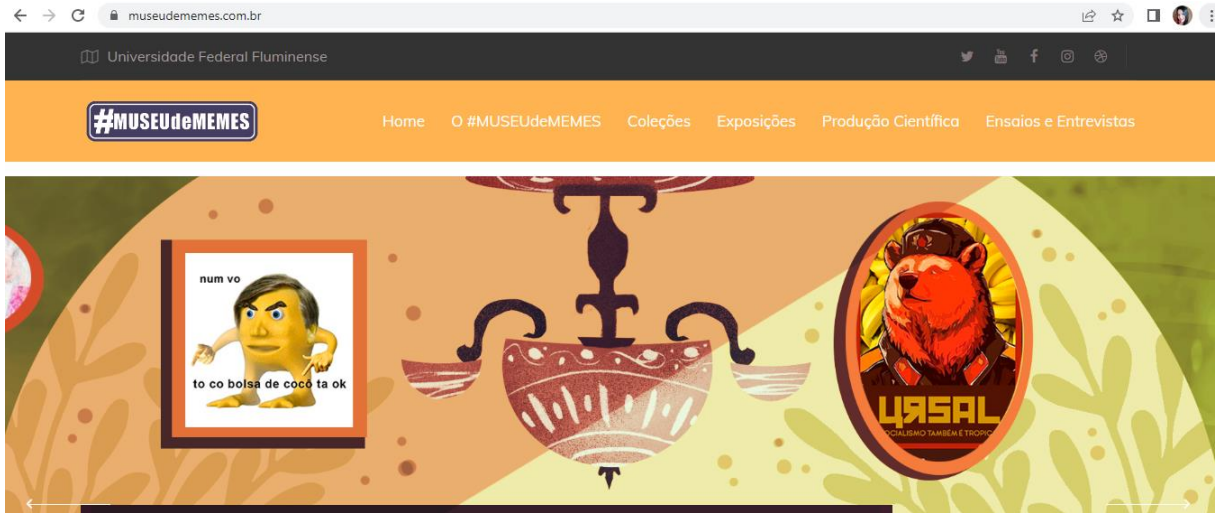 museudememes.com.br
Universidade Federal Fluminense
#MUSEUdeMEMES
Home O #MUSEUdeMEMES Coleções Exposições Produção Científica Ensaios e Entrevistas
num vo
to co bolsa de cocô ta ok
URSAL
SOCIALISMO TAMBÉM É TROPIC